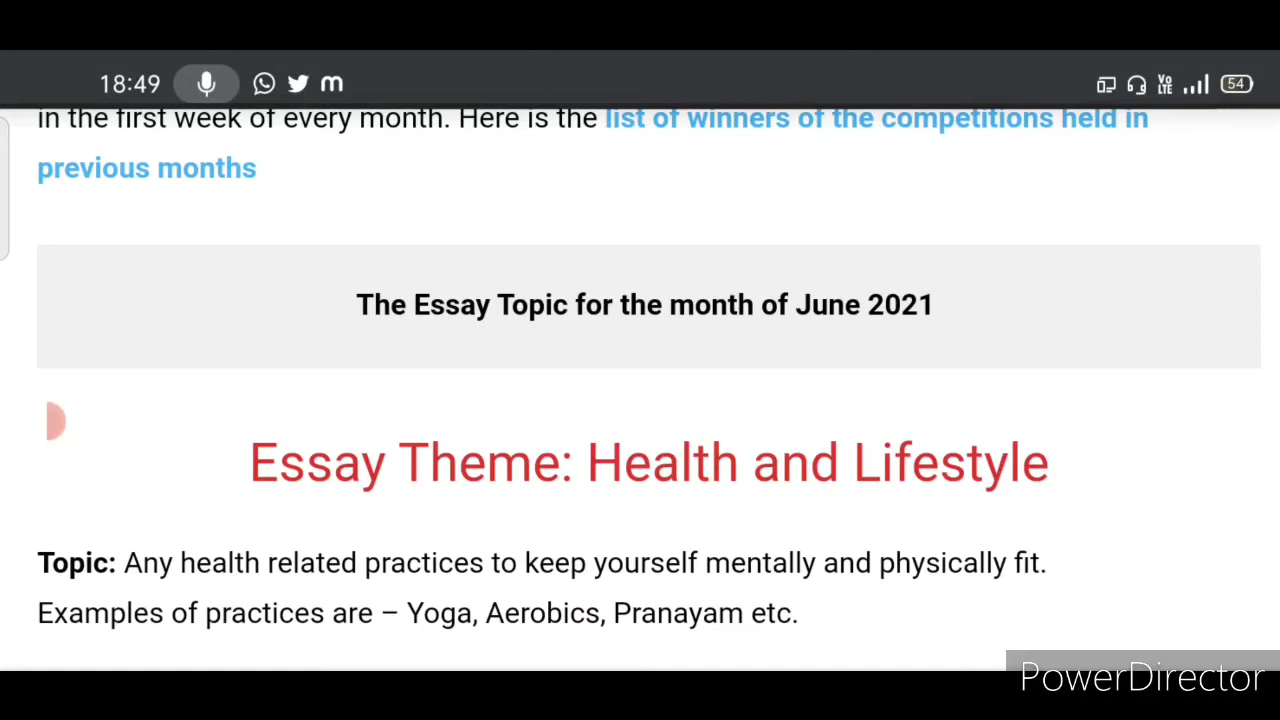 18:49 m Vo LTE 54
in the first week of every month. Here is the list of winners of the competitions held in
previous months
The Essay Topic for the month of June 2021
Essay Theme: Health and Lifestyle
Topic: Any health related practices to keep yourself mentally and physically fit.
Examples of practices are – Yoga, Aerobics, Pranayam etc.
PowerDirector